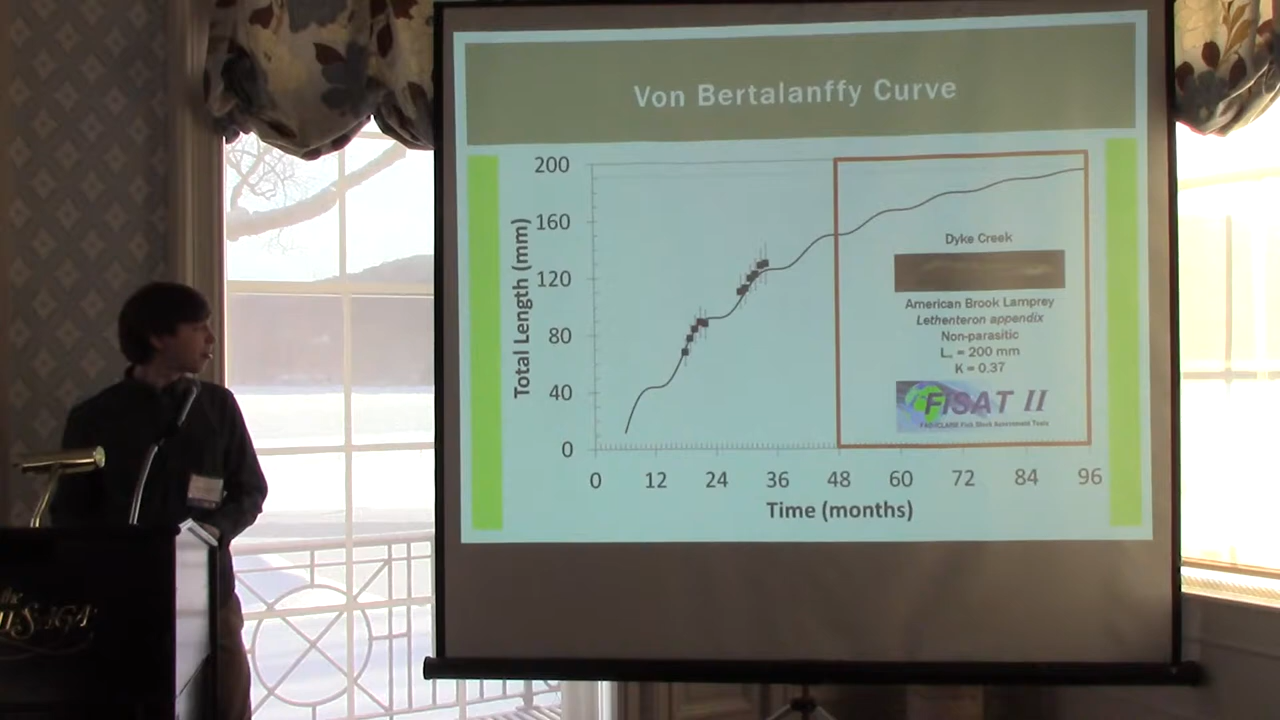 Von Bertalanffy Curve
200
160
120
80
40
0
Total Length (mm)
0 12 24 36 48 60 72 84 96
Time (months)
Dyke Creek
American Brook Lamprey
Lethenteron appendix
Non-parasitic
L∞ = 200 mm
K = 0.37
FiSAT II
FAO-ICLARM Fish Stock Assessment Tools
the